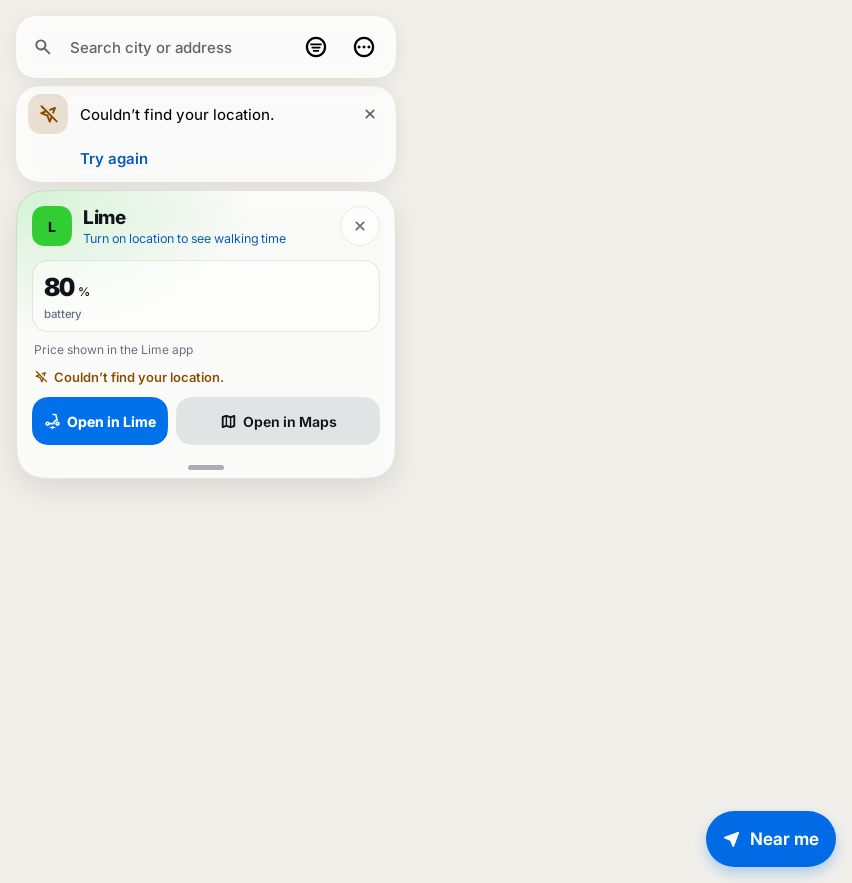 Search city or address
Couldn’t find your location.
Try again
L
Lime
Turn on location to see walking time
80 %
battery
Price shown in the Lime app
Couldn’t find your location.
Open in Lime
Open in Maps
Near me